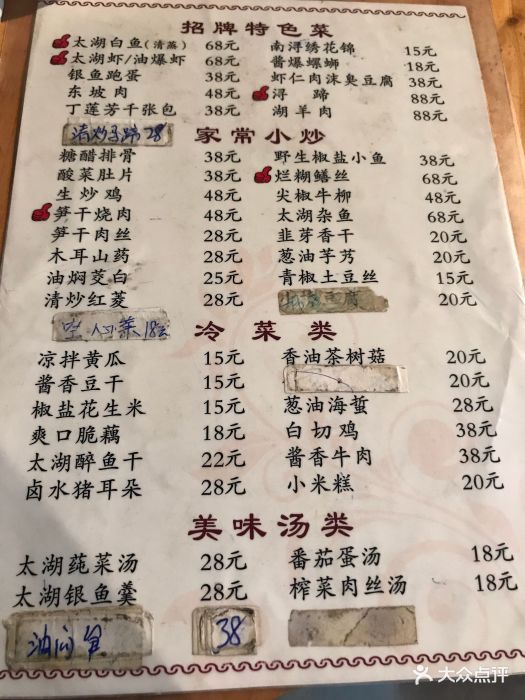 招牌特色菜
太湖白鱼(清蒸) 68元 南浔绣花锦 15元
太湖虾/油爆虾 68元 酱爆螺蛳 18元
银鱼跑蛋 38元 虾仁肉沫臭豆腐 38元
东坡肉 48元 浔蹄 88元
丁莲芳千张包 38元 湖羊肉 88元
清炒马蹄 28
家常小炒
糖醋排骨 38元 野生椒盐小鱼 38元
酸菜肚片 38元 烂糊鳝丝 68元
生炒鸡 48元 尖椒牛柳 48元
笋干烧肉 48元 太湖杂鱼 68元
笋干肉丝 28元 韭芽香干 20元
木耳山药 28元 葱油芋艿 20元
油焖茭白 25元 青椒土豆丝 15元
清炒红菱 28元 豆腐 20元
空心菜 18元
冷菜类
凉拌黄瓜 15元 香油茶树菇 20元
酱香豆干 15元 20元
椒盐花生米 15元 葱油海蜇 28元
爽口脆藕 18元 白切鸡 38元
太湖醉鱼干 22元 酱香牛肉 38元
卤水猪耳朵 28元 小米糕 20元
美味汤类
太湖莼菜汤 28元 番茄蛋汤 18元
太湖银鱼羹 28元 榨菜肉丝汤 18元
油闷笋 38
大众点评